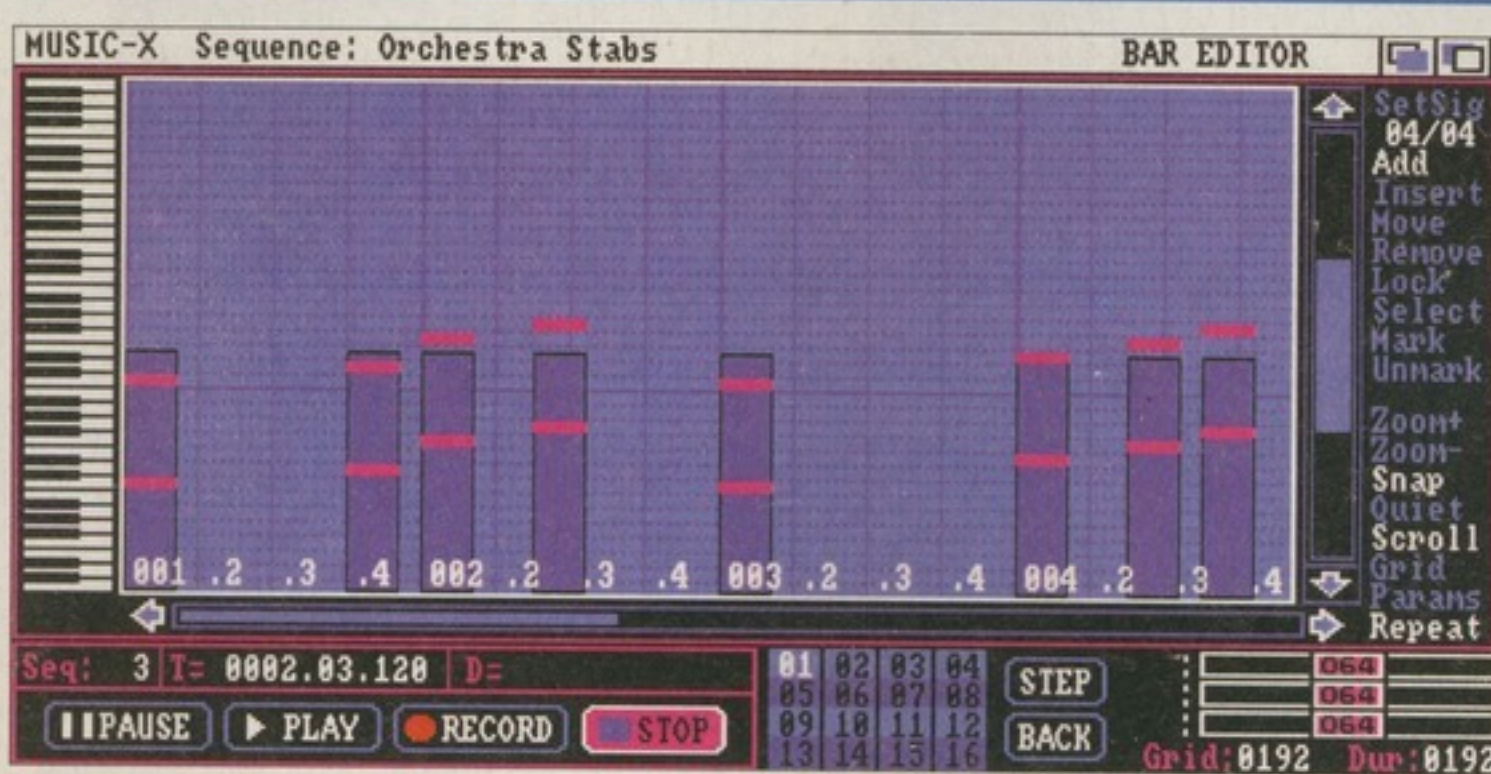 MUSIC-X Sequence: Orchestra Stabs BAR EDITOR
SetSig
04/04
Add
Insert
Move
Remove
Lock
Select
Mark
Unmark
Zoom+
Zoom-
Snap
Quiet
Scroll
Grid
Params
Repeat
001 .2 .3 .4 002 .2 .3 .4 003 .2 .3 .4 004 .2 .3 .4
Seq: 3 T= 0002.03.120 D=
PAUSE PLAY RECORD STOP
01 02 03 04
05 06 07 08
09 10 11 12
13 14 15 16
STEP
BACK
064
064
064
Grid:0192 Dur:0192